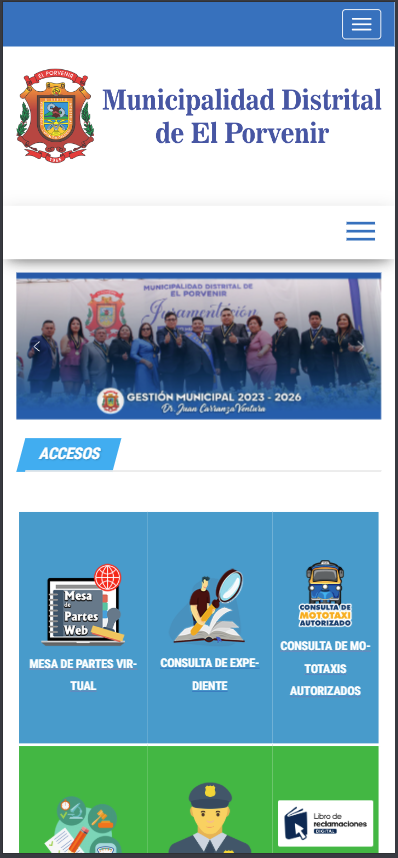 EL PORVENIR
1965
Municipalidad Distrital
de El Porvenir
MUNICIPALIDAD DISTRITAL DE
EL PORVENIR
Juramentación
GESTIÓN MUNICIPAL 2023 - 2026
Dr. Juan Carranza Ventura
ACCESOS
Mesa
de
Partes
Web
MESA DE PARTES VIR-
TUAL
CONSULTA DE EXPE-
DIENTE
CONSULTA DE
MOTOTAXI
AUTORIZADO
CONSULTA DE MO-
TOTAXIS
AUTORIZADOS
Libro de
reclamaciones
DIGITAL